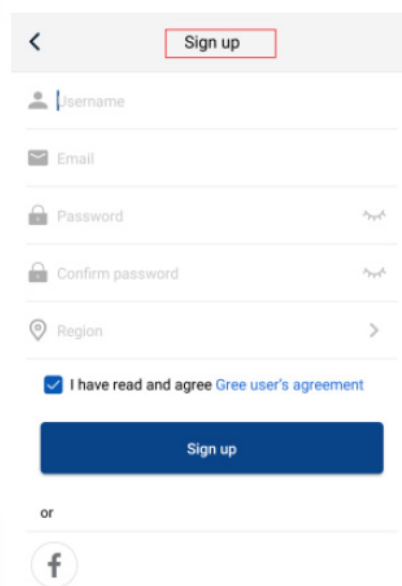 Sign up
Username
Email
Password
Confirm password
Region
I have read and agree Gree user's agreement
Sign up
or
f